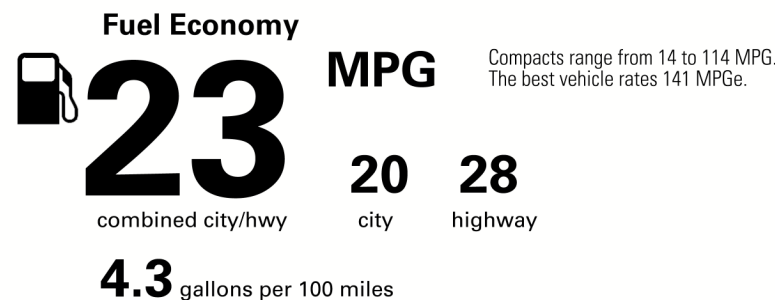 Fuel Economy
23 MPG
Compacts range from 14 to 114 MPG.
The best vehicle rates 141 MPGe.
20 28
combined city/hwy city highway
4.3 gallons per 100 miles